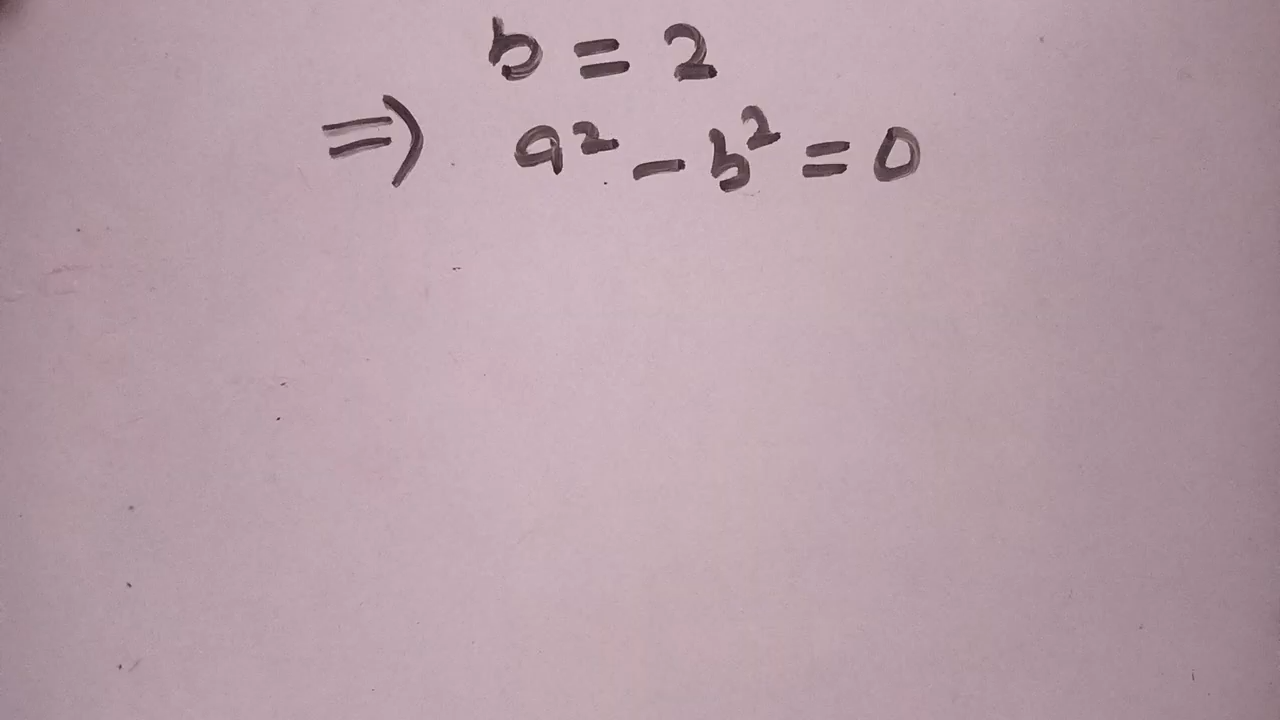 b = 2
⇒ a² - b² = 0